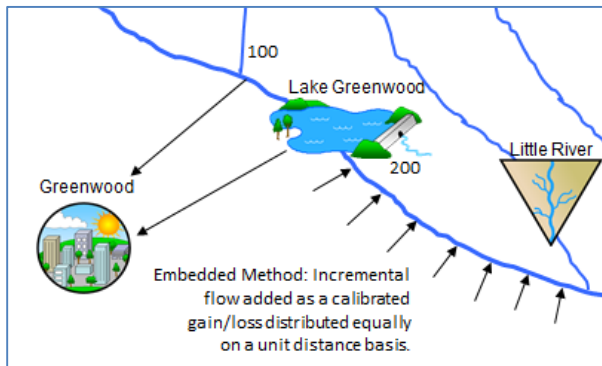 100
Lake Greenwood
200
Little River
Greenwood
Embedded Method: Incremental
flow added as a calibrated
gain/loss distributed equally
on a unit distance basis.